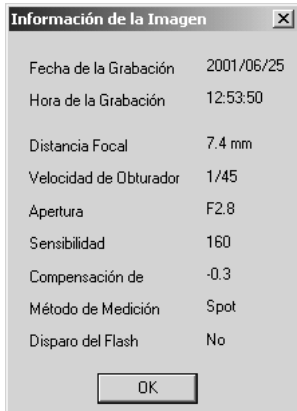 Información de la Imagen
Fecha de la Grabación 2001/06/25
Hora de la Grabación 12:53:50
Distancia Focal 7.4 mm
Velocidad de Obturador 1/45
Apertura F2.8
Sensibilidad 160
Compensación de -0.3
Método de Medición Spot
Disparo del Flash No
OK